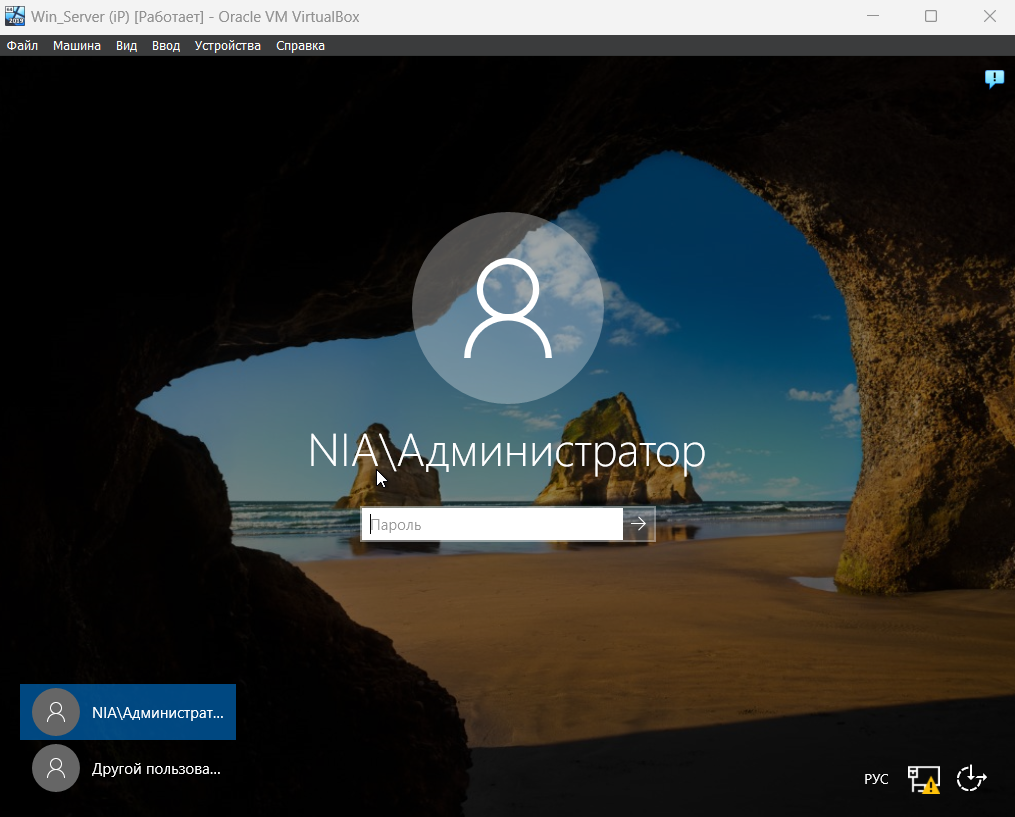 Win_Server (iP) [Работает] - Oracle VM VirtualBox
Файл Машина Вид Ввод Устройства Справка
NIA\Администратор
Пароль
NIA\Администрат...
Другой пользова...
РУС